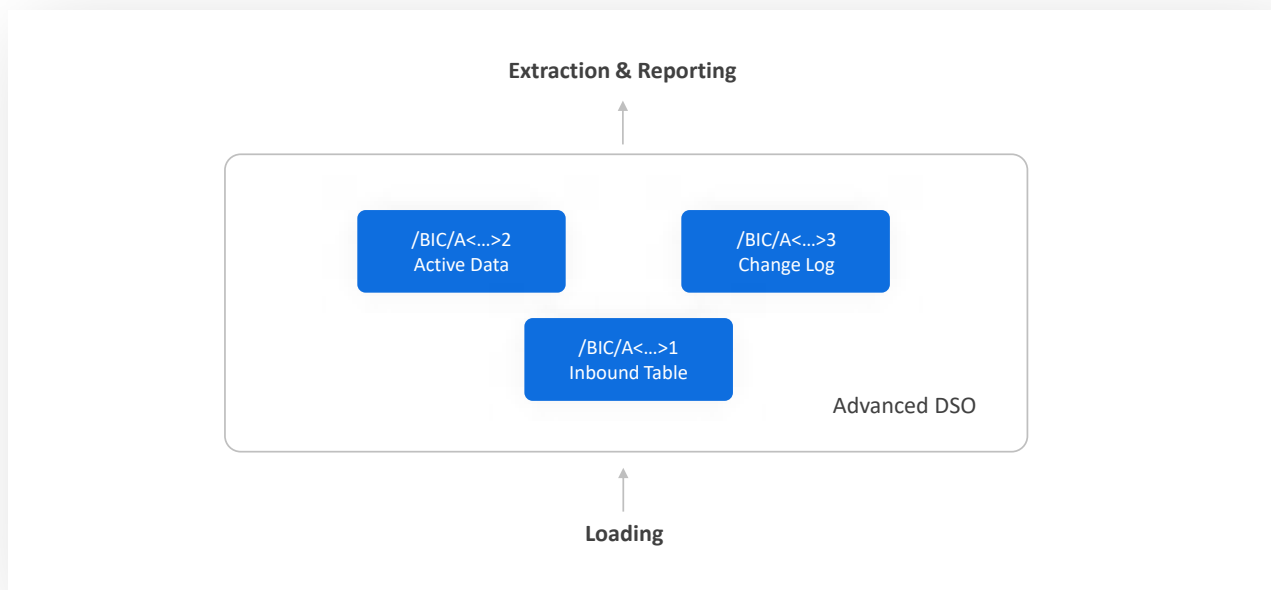 Extraction & Reporting
/BIC/A<...>2
Active Data
/BIC/A<...>3
Change Log
/BIC/A<...>1
Inbound Table
Advanced DSO
Loading